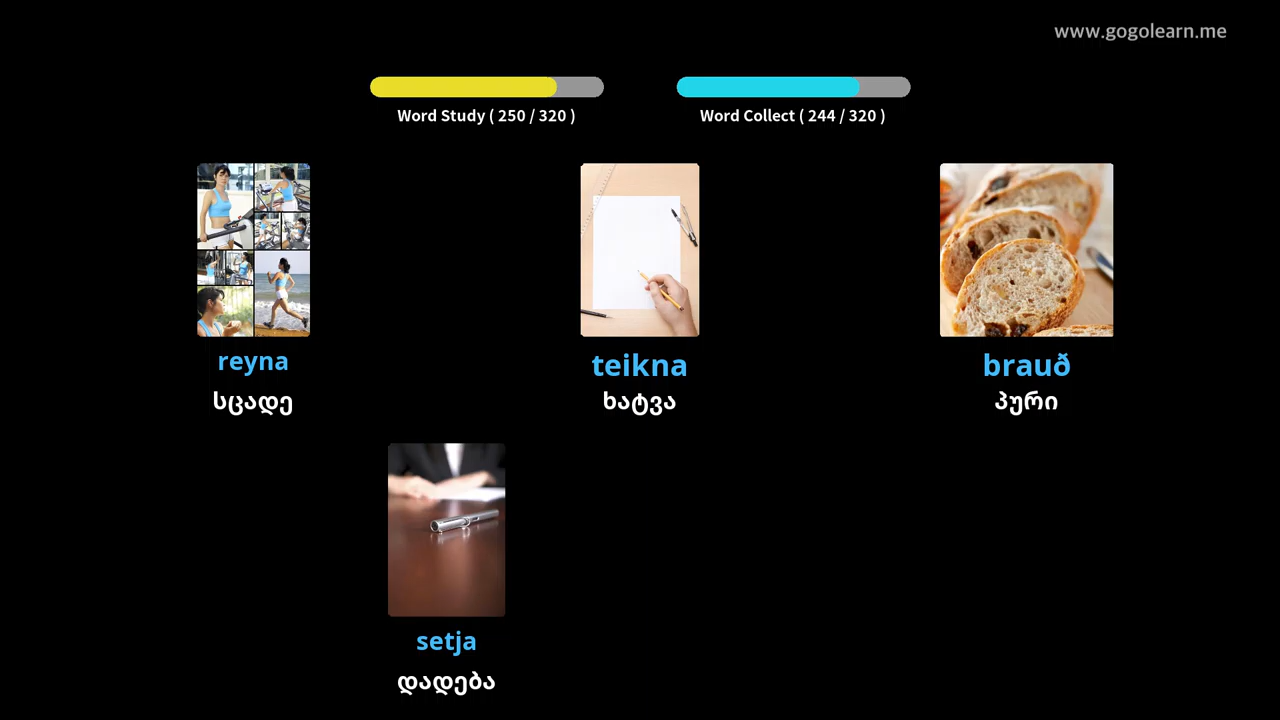 www.gogolearn.me
Word Study ( 250 / 320 )
Word Collect ( 244 / 320 )
reyna
სცადე
teikna
ხატვა
brauð
პური
setja
დადება